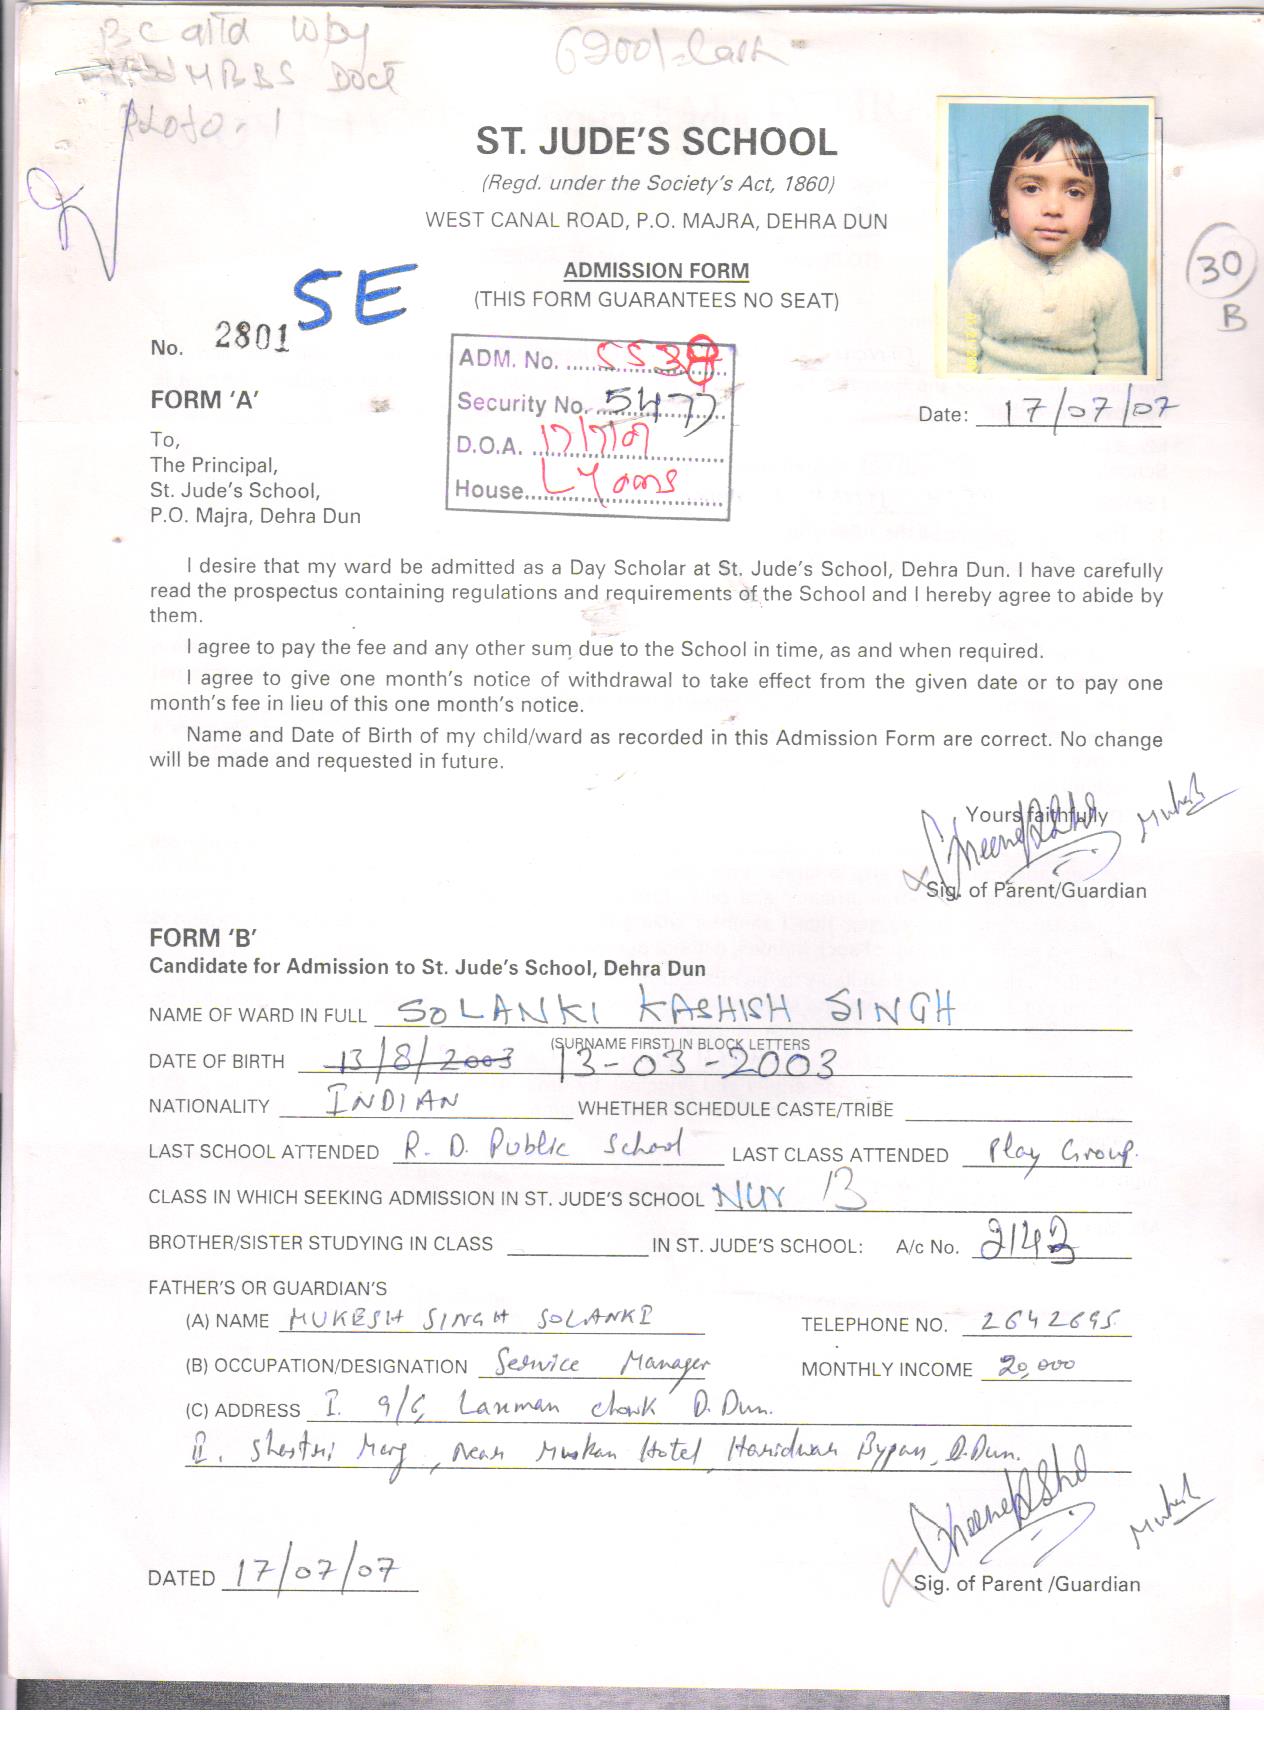 BC and
MBBS Doct
Photo - 1
ST. JUDE'S SCHOOL
(Regd. under the Society's Act, 1860)
WEST CANAL ROAD, P.O. MAJRA, DEHRA DUN
ADMISSION FORM
(THIS FORM GUARANTEES NO SEAT)
30
B
SE
No. 2801
ADM. No.
Security No. 5477
D.O.A. 17/7/07
House Lyons
Date: 17/07/07
FORM 'A'
To,
The Principal,
St. Jude's School,
P.O. Majra, Dehra Dun
I desire that my ward be admitted as a Day Scholar at St. Jude's School, Dehra Dun. I have carefully
read the prospectus containing regulations and requirements of the School and I hereby agree to abide by
them.
I agree to pay the fee and any other sum due to the School in time, as and when required.
I agree to give one month's notice of withdrawal to take effect from the given date or to pay one
month's fee in lieu of this one month's notice.
Name and Date of Birth of my child/ward as recorded in this Admission Form are correct. No change
will be made and requested in future.
Yours faithfully
Mukesh
Sig. of Parent/Guardian
FORM 'B'
Candidate for Admission to St. Jude's School, Dehra Dun
NAME OF WARD IN FULL SOLANKI KASHISH SINGH
(SURNAME FIRST) IN BLOCK LETTERS
DATE OF BIRTH 13/8/2003 13-03-2003
NATIONALITY INDIAN WHETHER SCHEDULE CASTE/TRIBE
LAST SCHOOL ATTENDED R. D. Public School LAST CLASS ATTENDED Play Group.
CLASS IN WHICH SEEKING ADMISSION IN ST. JUDE'S SCHOOL NUY B
BROTHER/SISTER STUDYING IN CLASS IN ST. JUDE'S SCHOOL: A/c No. 2142
FATHER'S OR GUARDIAN'S
(A) NAME MUKESH SINGH SOLANKI TELEPHONE NO. 2642695
(B) OCCUPATION/DESIGNATION Service Manager MONTHLY INCOME 20,000
(C) ADDRESS I. 9/6, Laxman Chowk D. Dun.
II. Shastri Marg, Near Muskan Hotel, Haridwar Bypass, D.Dun.
Mukesh
DATED 17/07/07
Sig. of Parent /Guardian